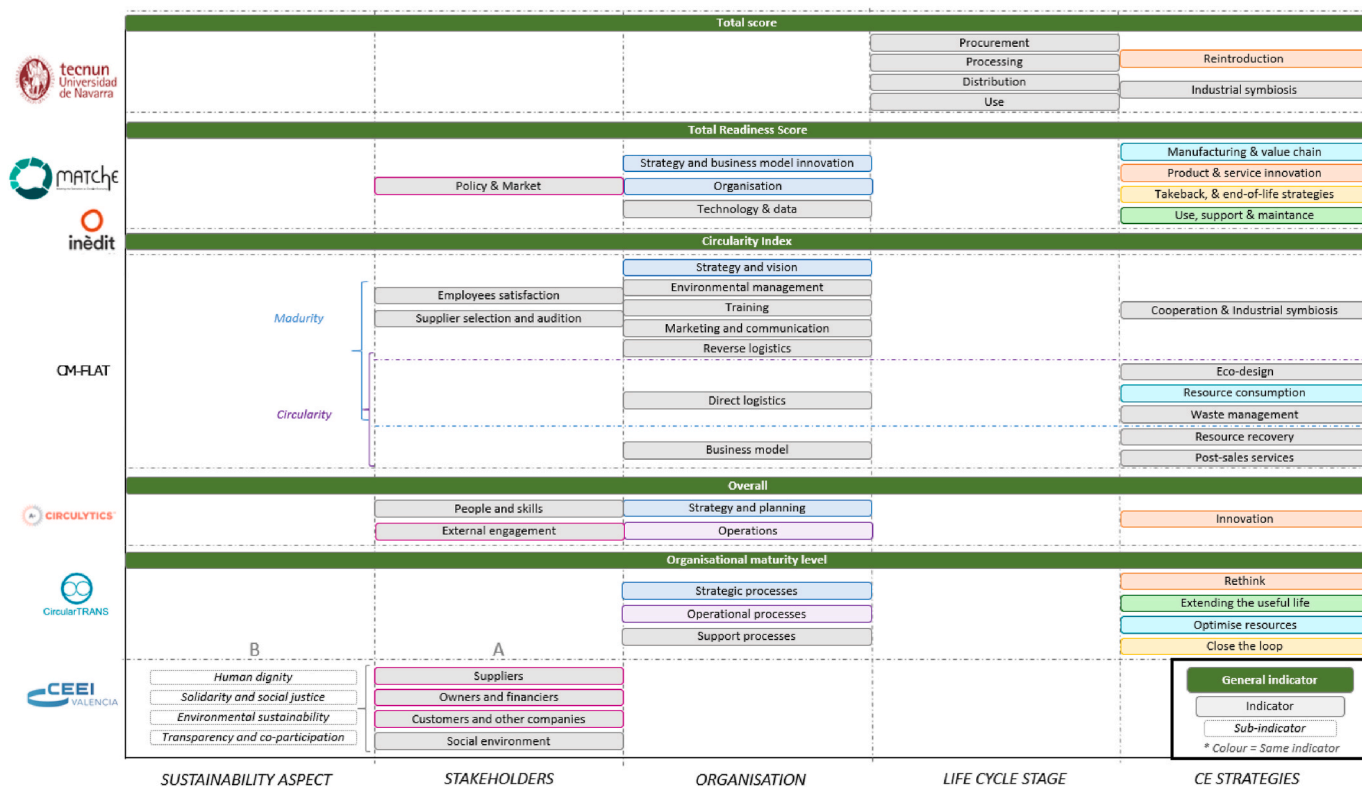 Total score
tecnun
Universidad
de Navarra
Procurement
Processing
Distribution
Use
Reintroduction
Industrial symbiosis
Total Readiness Score
MATChE
Strategy and business model innovation
Policy & Market
Organisation
Technology & data
Manufacturing & value chain
Product & service innovation
Takeback, & end-of-life strategies
Use, support & maintance
inèdit
Circularity Index
Strategy and vision
Environmental management
Training
Marketing and communication
Reverse logistics
Employees satisfaction
Supplier selection and audition
Madurity
Cooperation & Industrial symbiosis
CM-FLAT
Circularity
Direct logistics
Business model
Eco-design
Resource consumption
Waste management
Resource recovery
Post-sales services
Overall
CIRCULYTICS
People and skills
External engagement
Strategy and planning
Operations
Innovation
Organisational maturity level
CircularTRANS
Strategic processes
Operational processes
Support processes
Rethink
Extending the useful life
Optimise resources
Close the loop
B
A
CEEI
VALENCIA
Human dignity
Solidarity and social justice
Environmental sustainability
Transparency and co-participation
Suppliers
Owners and financiers
Customers and other companies
Social environment
General indicator
Indicator
Sub-indicator
* Colour = Same indicator
SUSTAINABILITY ASPECT
STAKEHOLDERS
ORGANISATION
LIFE CYCLE STAGE
CE STRATEGIES